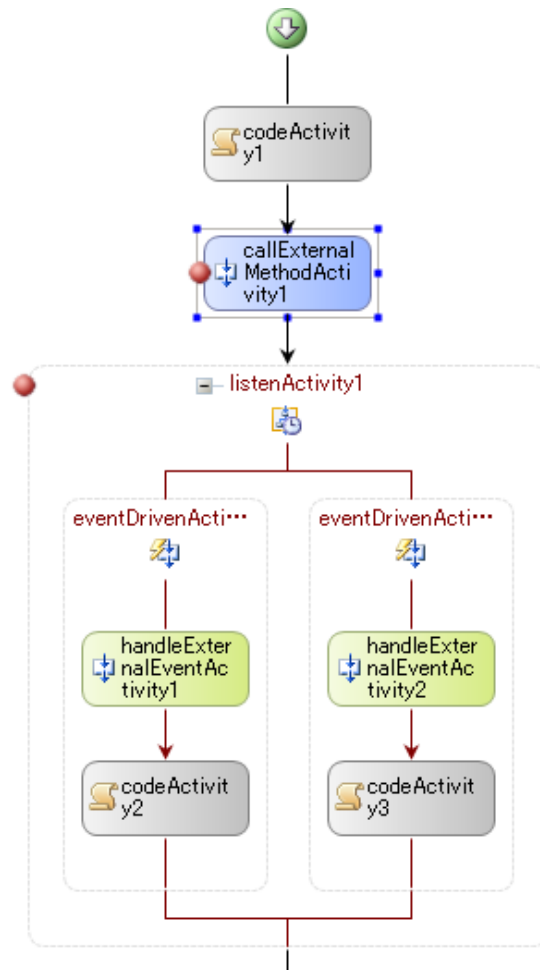 codeActivit
y1
callExternal
MethodActi
vity1
listenActivity1
eventDrivenActi…
handleExter
nalEventAc
tivity1
codeActivit
y2
eventDrivenActi…
handleExter
nalEventAc
tivity2
codeActivit
y3